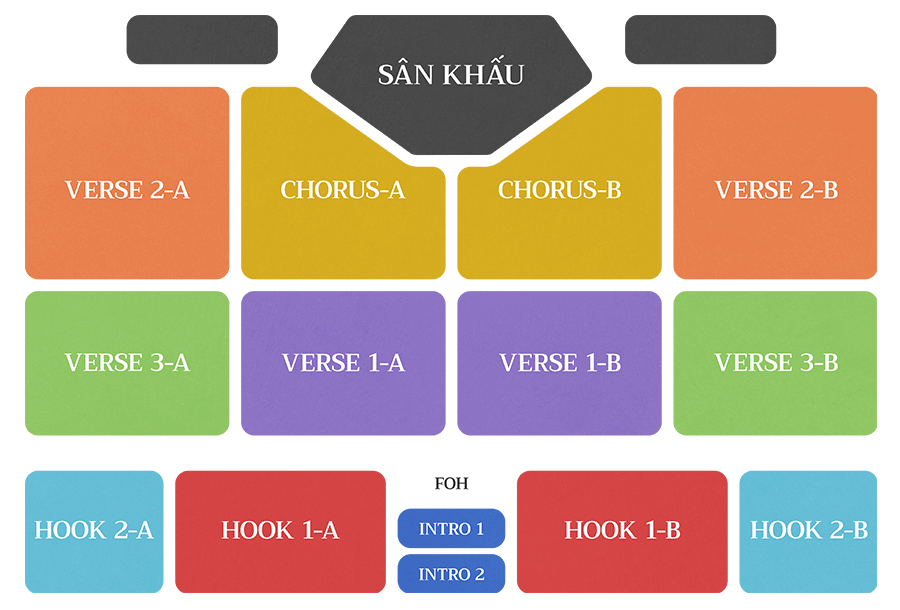 SÂN KHẤU
VERSE 2-A
CHORUS-A
CHORUS-B
VERSE 2-B
VERSE 3-A
VERSE 1-A
VERSE 1-B
VERSE 3-B
FOH
HOOK 2-A
HOOK 1-A
INTRO 1
HOOK 1-B
HOOK 2-B
INTRO 2